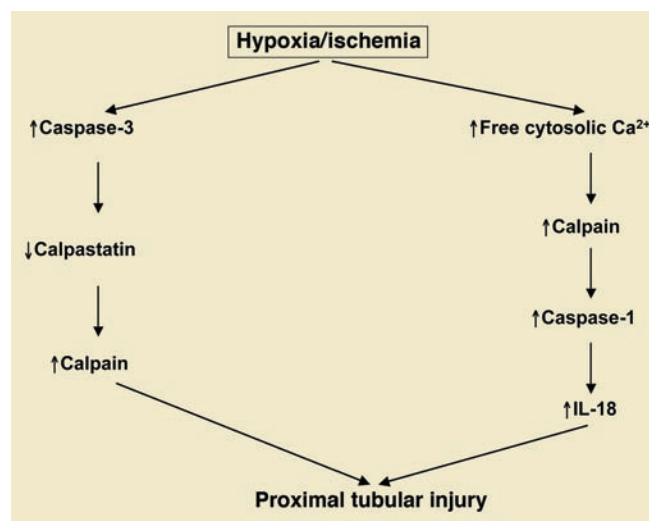 Hypoxia/ischemia
↑Caspase-3
↑Free cytosolic Ca²⁺
↓Calpastatin
↑Calpain
↑Calpain
↑Caspase-1
↑IL-18
Proximal tubular injury